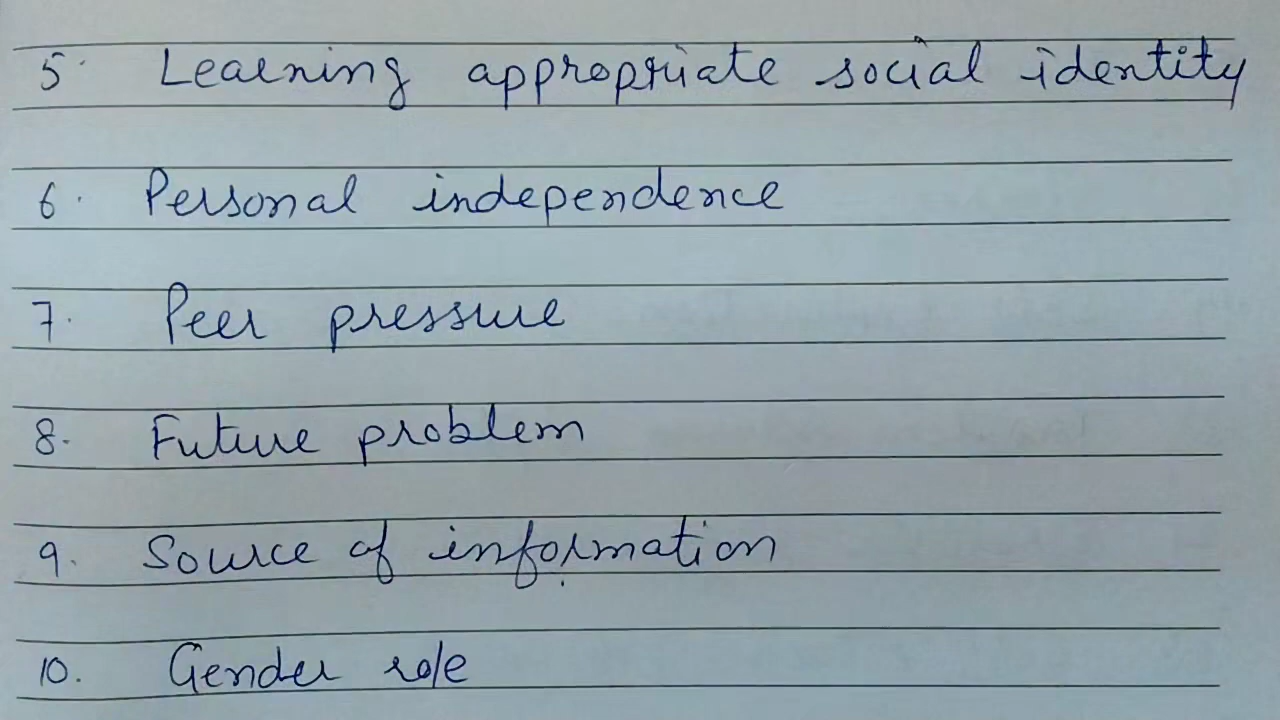 5. Learning appropriate social identity
6. Personal independence
7. Peer pressure
8. Future problem
9. Source of information
10. Gender role